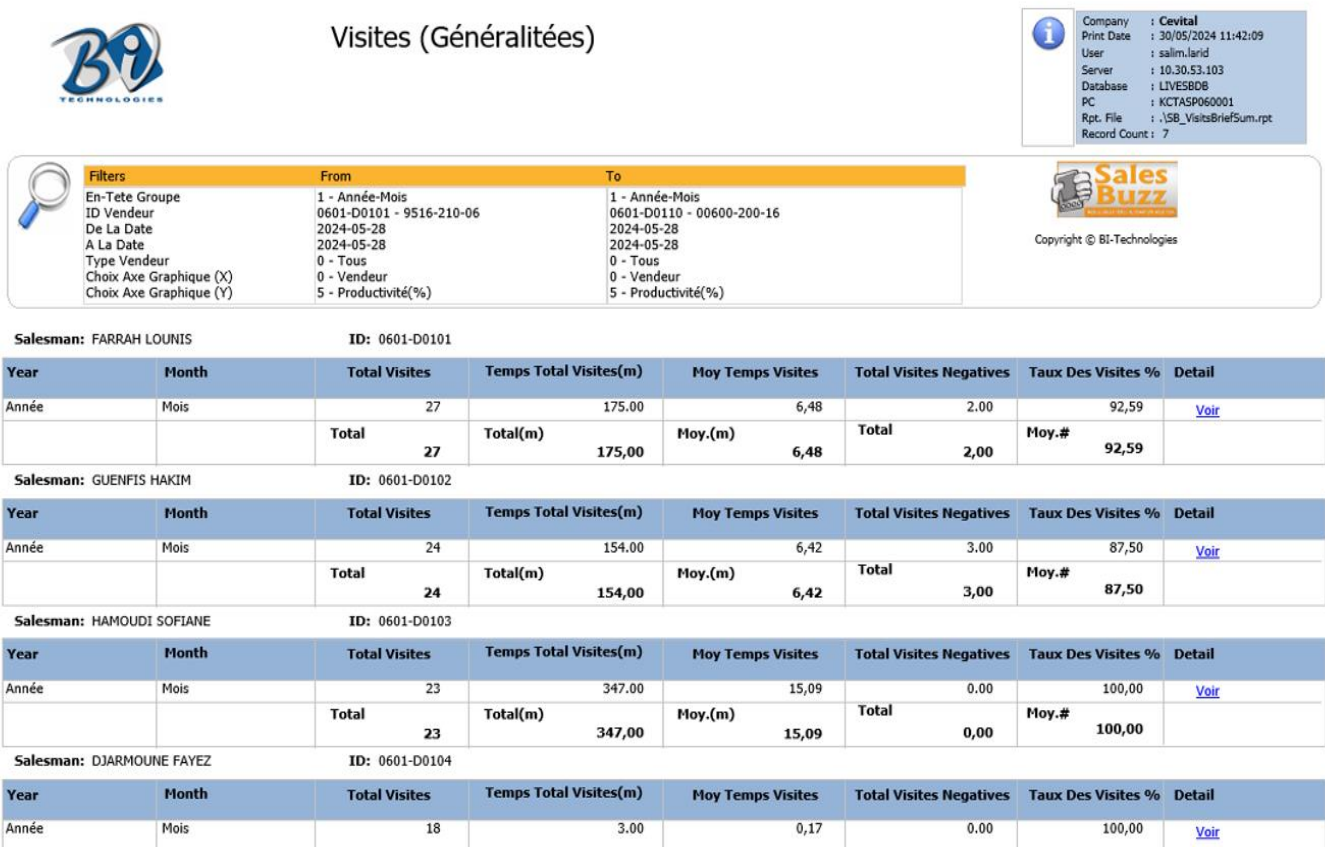 Bi
TECHNOLOGIES
Visites (Généralitées)
Company : Cevital
Print Date : 30/05/2024 11:42:09
User : salim.larid
Server : 10.30.53.103
Database : LIVESBDB
PC : KCTASP060001
Rpt. File : .\SB_VisitsBriefSum.rpt
Record Count : 7
Filters From To
En-Tete Groupe 1 - Année-Mois 1 - Année-Mois
ID Vendeur 0601-D0101 - 9516-210-06 0601-D0110 - 00600-200-16
De La Date 2024-05-28 2024-05-28
A La Date 2024-05-28 2024-05-28
Type Vendeur 0 - Tous 0 - Tous
Choix Axe Graphique (X) 0 - Vendeur 0 - Vendeur
Choix Axe Graphique (Y) 5 - Productivité(%) 5 - Productivité(%)
Sales
Buzz
Copyright © BI-Technologies
Salesman: FARRAH LOUNIS ID: 0601-D0101
Year Month Total Visites Temps Total Visites(m) Moy Temps Visites Total Visites Negatives Taux Des Visites % Detail
Année Mois 27 175.00 6,48 2.00 92,59 Voir
Total Total(m) Moy.(m) Total Moy.#
27 175,00 6,48 2,00 92,59
Salesman: GUENFIS HAKIM ID: 0601-D0102
Year Month Total Visites Temps Total Visites(m) Moy Temps Visites Total Visites Negatives Taux Des Visites % Detail
Année Mois 24 154.00 6,42 3.00 87,50 Voir
Total Total(m) Moy.(m) Total Moy.#
24 154,00 6,42 3,00 87,50
Salesman: HAMOUDI SOFIANE ID: 0601-D0103
Year Month Total Visites Temps Total Visites(m) Moy Temps Visites Total Visites Negatives Taux Des Visites % Detail
Année Mois 23 347.00 15,09 0.00 100,00 Voir
Total Total(m) Moy.(m) Total Moy.#
23 347,00 15,09 0,00 100,00
Salesman: DJARMOUNE FAYEZ ID: 0601-D0104
Year Month Total Visites Temps Total Visites(m) Moy Temps Visites Total Visites Negatives Taux Des Visites % Detail
Année Mois 18 3.00 0,17 0.00 100,00 Voir